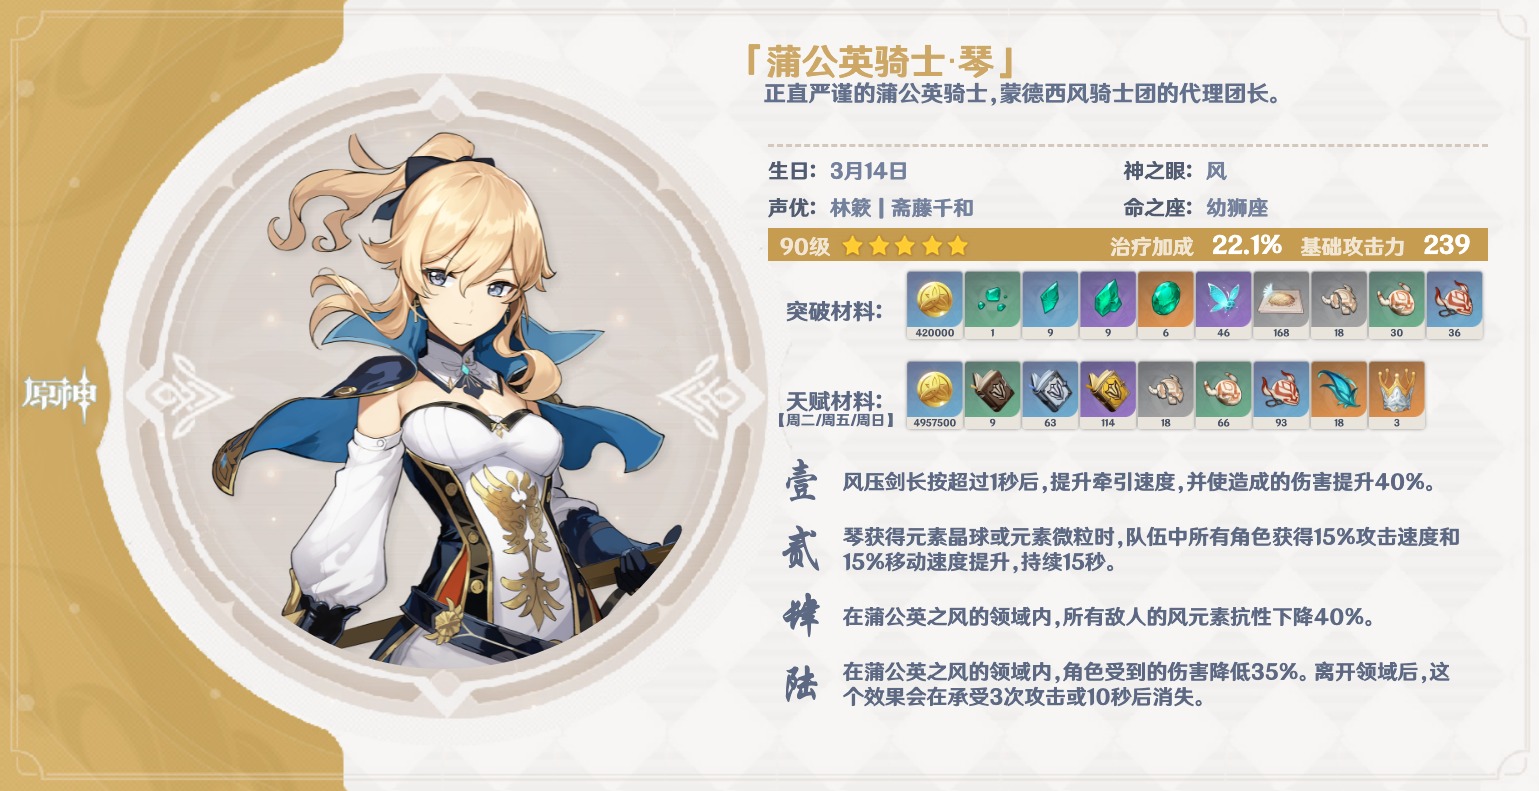 「蒲公英骑士·琴」
正直严谨的蒲公英骑士,蒙德西风骑士团的代理团长。
生日: 3月14日 神之眼: 风
声优: 林簌 | 斋藤千和 命之座: 幼狮座
90级 治疗加成 22.1% 基础攻击力 239
突破材料:
420000 1 9 9 6 46 168 18 30 36
原神
天赋材料:
【周二/周五/周日】
4957500 9 63 114 18 66 93 18 3
壹 风压剑长按超过1秒后,提升牵引速度,并使造成的伤害提升40%。
贰 琴获得元素晶球或元素微粒时,队伍中所有角色获得15%攻击速度和
15%移动速度提升,持续15秒。
肆 在蒲公英之风的领域内,所有敌人的风元素抗性下降40%。
陆 在蒲公英之风的领域内,角色受到的伤害降低35%。离开领域后,这
个效果会在承受3次攻击或10秒后消失。